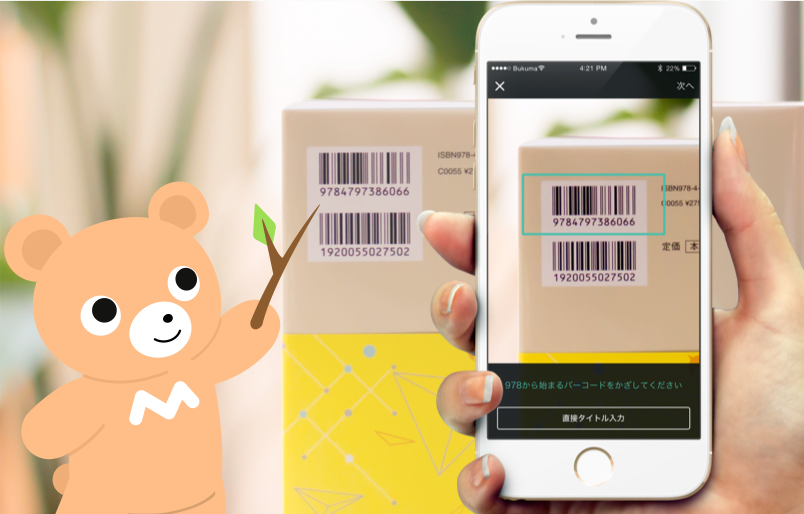 ISBN978-4
C0055 ¥2
9784797386066
1920055027502
Bukuma 4:21 PM 22%
次へ
ISBN978-4-
C0055 ¥275
9784797386066
定価 本
1920055027502
978から始まるバーコードをかざしてください
直接タイトル入力